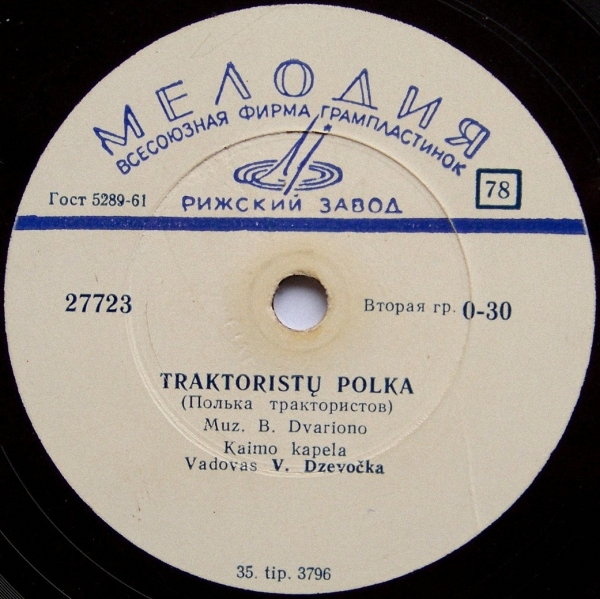 МЕЛОДИЯ
ВСЕСОЮЗНАЯ ФИРМА ГРАМПЛАСТИНОК
Гост 5289-61
РИЖСКИЙ ЗАВОД
78
27723
Вторая гр. 0-30
TRAKTORISTŲ POLKA
(Полька трактористов)
Muz. B. Dvariono
Kaimo kapela
Vadovas V. Dzevočka
35. tip. 3796